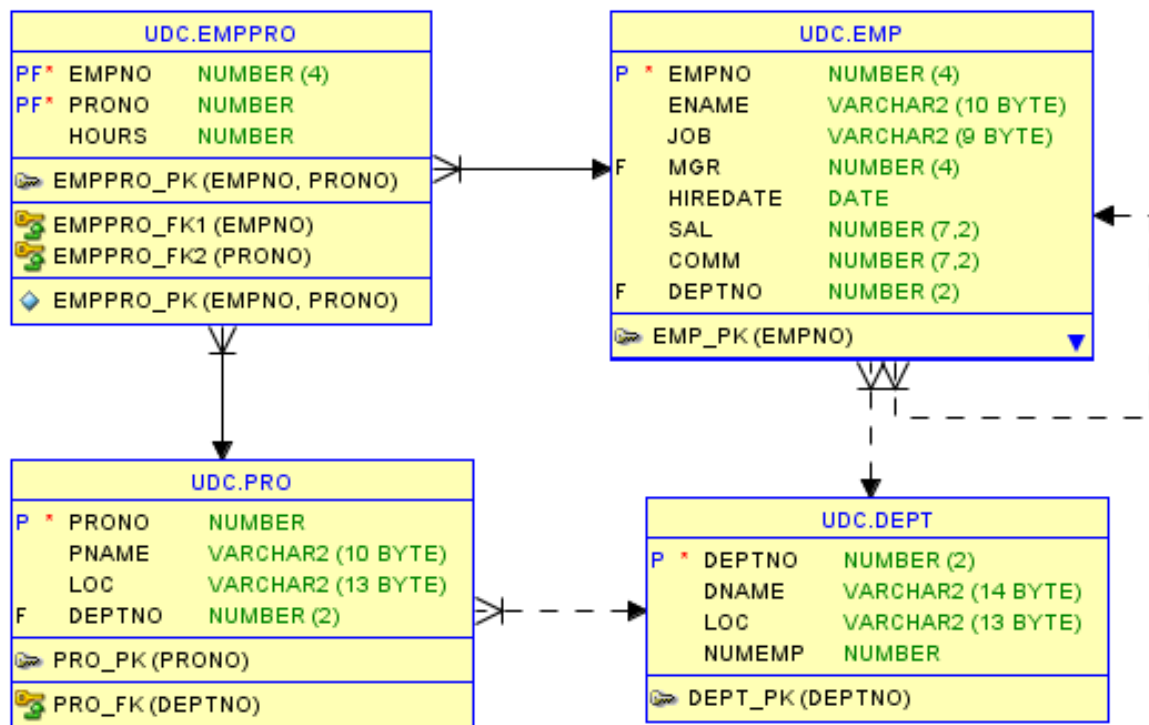 UDC.EMPPRO
PF* EMPNO NUMBER (4)
PF* PRONO NUMBER
HOURS NUMBER
EMPPRO_PK (EMPNO, PRONO)
EMPPRO_FK1 (EMPNO)
EMPPRO_FK2 (PRONO)
EMPPRO_PK (EMPNO, PRONO)
UDC.EMP
P * EMPNO NUMBER (4)
ENAME VARCHAR2 (10 BYTE)
JOB VARCHAR2 (9 BYTE)
F MGR NUMBER (4)
HIREDATE DATE
SAL NUMBER (7,2)
COMM NUMBER (7,2)
F DEPTNO NUMBER (2)
EMP_PK (EMPNO)
UDC.PRO
P * PRONO NUMBER
PNAME VARCHAR2 (10 BYTE)
LOC VARCHAR2 (13 BYTE)
F DEPTNO NUMBER (2)
PRO_PK (PRONO)
PRO_FK (DEPTNO)
UDC.DEPT
P * DEPTNO NUMBER (2)
DNAME VARCHAR2 (14 BYTE)
LOC VARCHAR2 (13 BYTE)
NUMEMP NUMBER
DEPT_PK (DEPTNO)